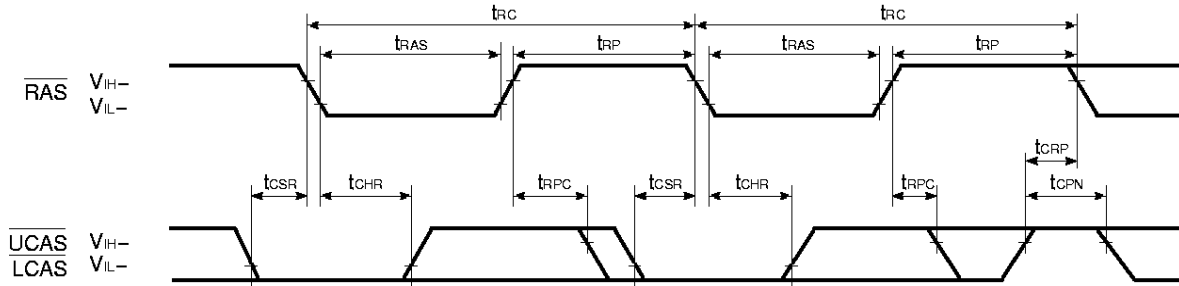 tRC tRC
tRAS tRP tRAS tRP
RAS VIH–
VIL–
tCRP
tCSR tCHR tRPC tCSR tCHR tRPC tCPN
UCAS VIH–
LCAS VIL–